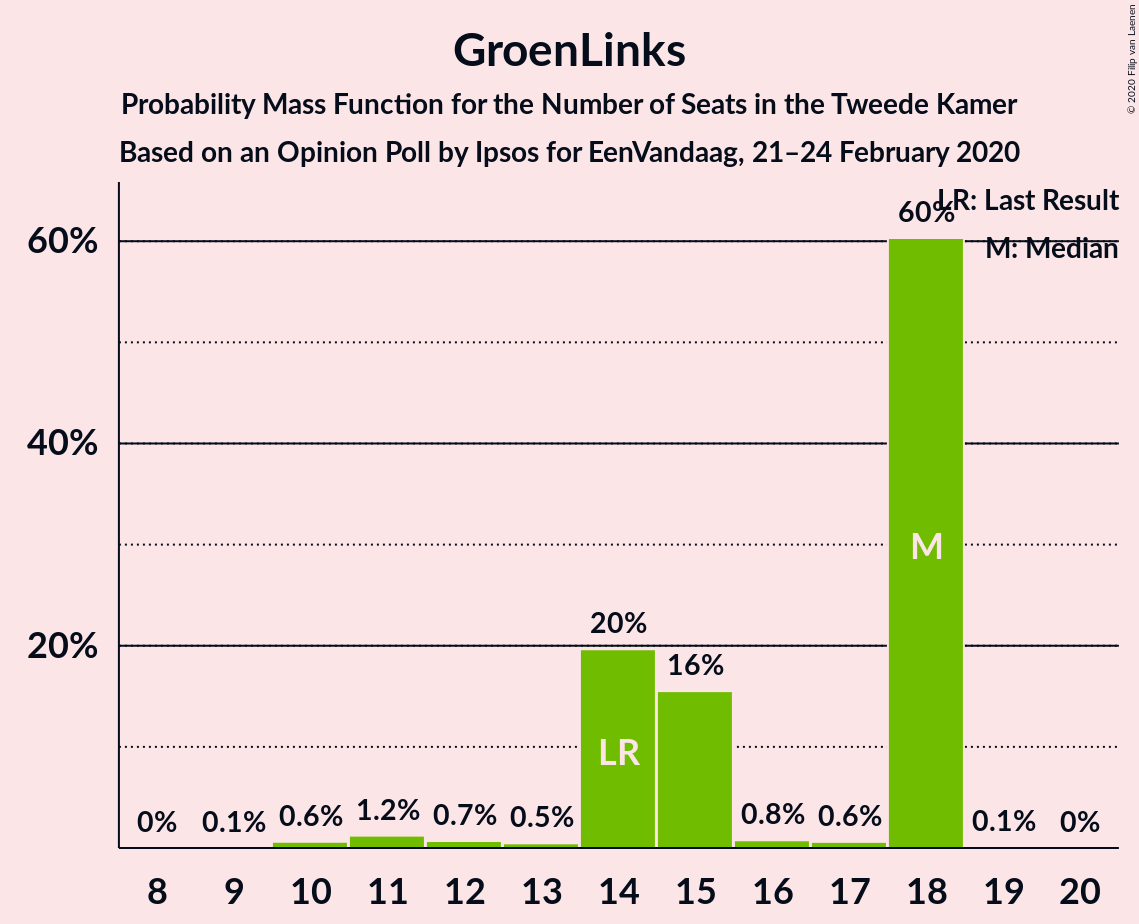 GroenLinks
Probability Mass Function for the Number of Seats in the Tweede Kamer
Based on an Opinion Poll by Ipsos for EenVandaag, 21–24 February 2020
© 2020 Filip van Laenen
LR: Last Result
M: Median
60%
40%
20%
0%
0.1%
0.6%
1.2%
0.7%
0.5%
20%
16%
0.8%
0.6%
60%
0.1%
0%
LR
M
8 9 10 11 12 13 14 15 16 17 18 19 20